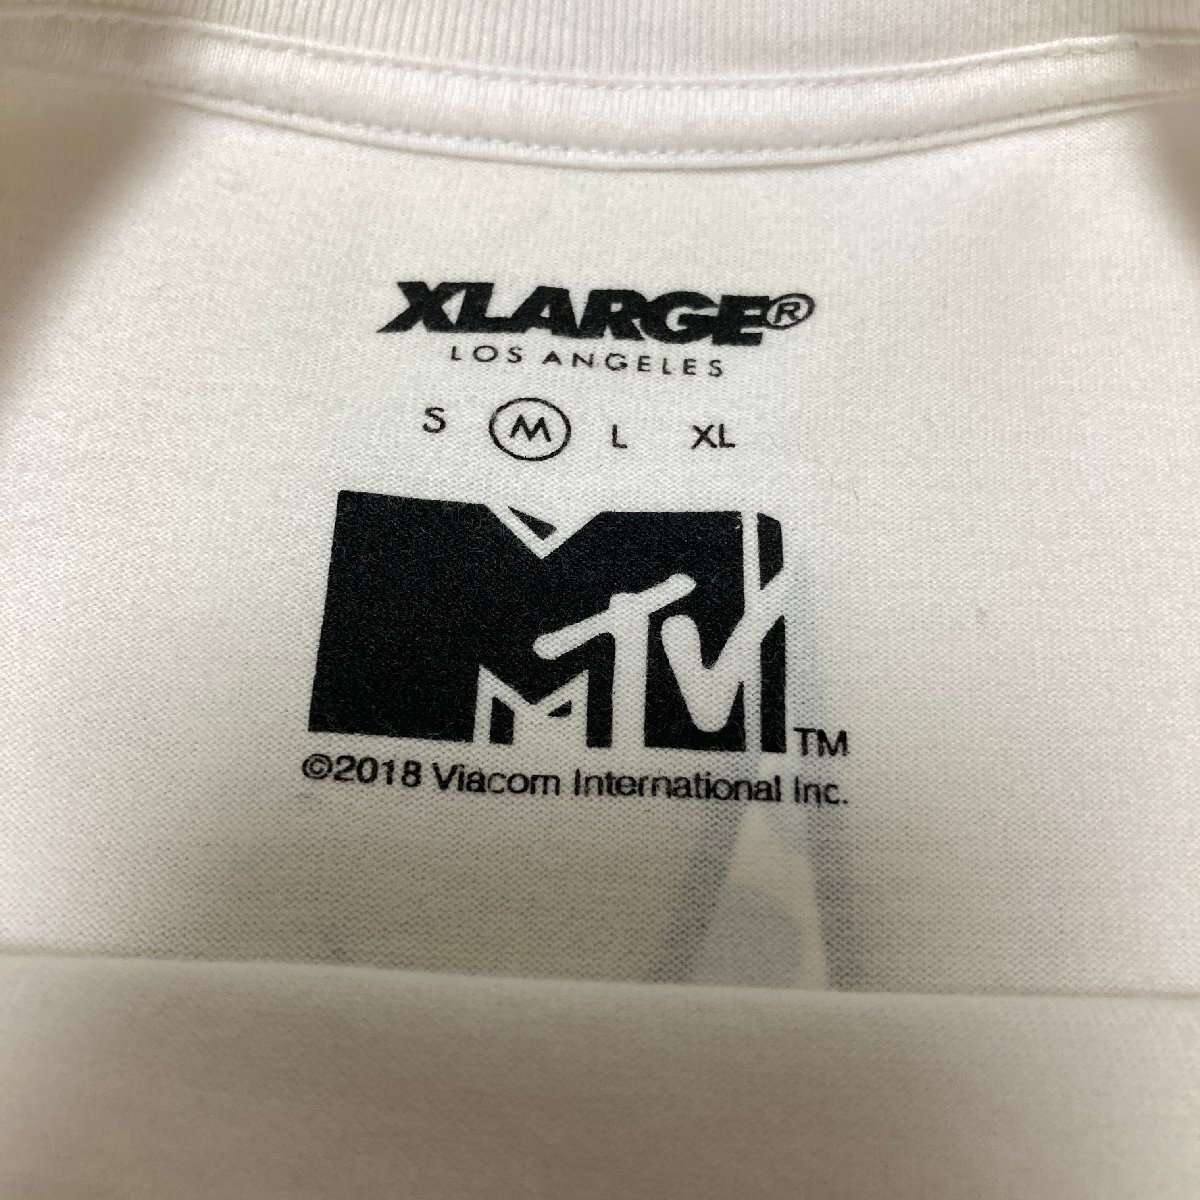 XLARGE®
LOS ANGELES
S M L XL
MTV TM
©2018 Viacom International Inc.